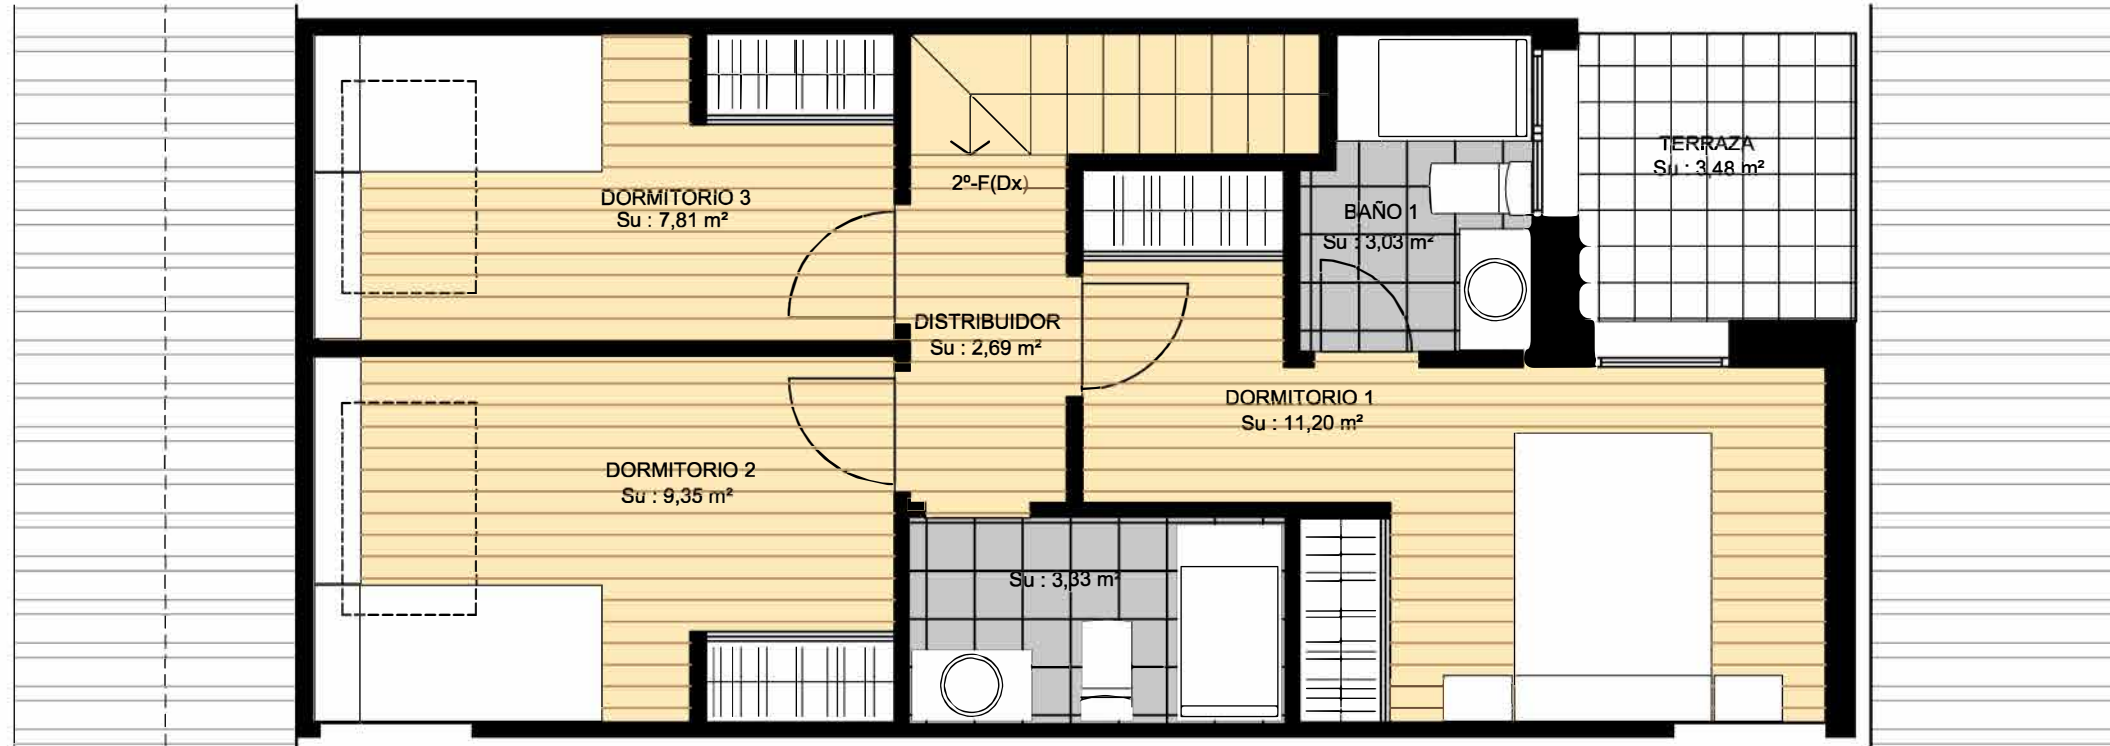 TERRAZA
Su : 3,48 m²
2º-F(Dx)
DORMITORIO 3
Su : 7,81 m²
BAÑO 1
Su : 3,03 m²
DISTRIBUIDOR
Su : 2,69 m²
DORMITORIO 1
Su : 11,20 m²
DORMITORIO 2
Su : 9,35 m²
Su : 3,33 m²